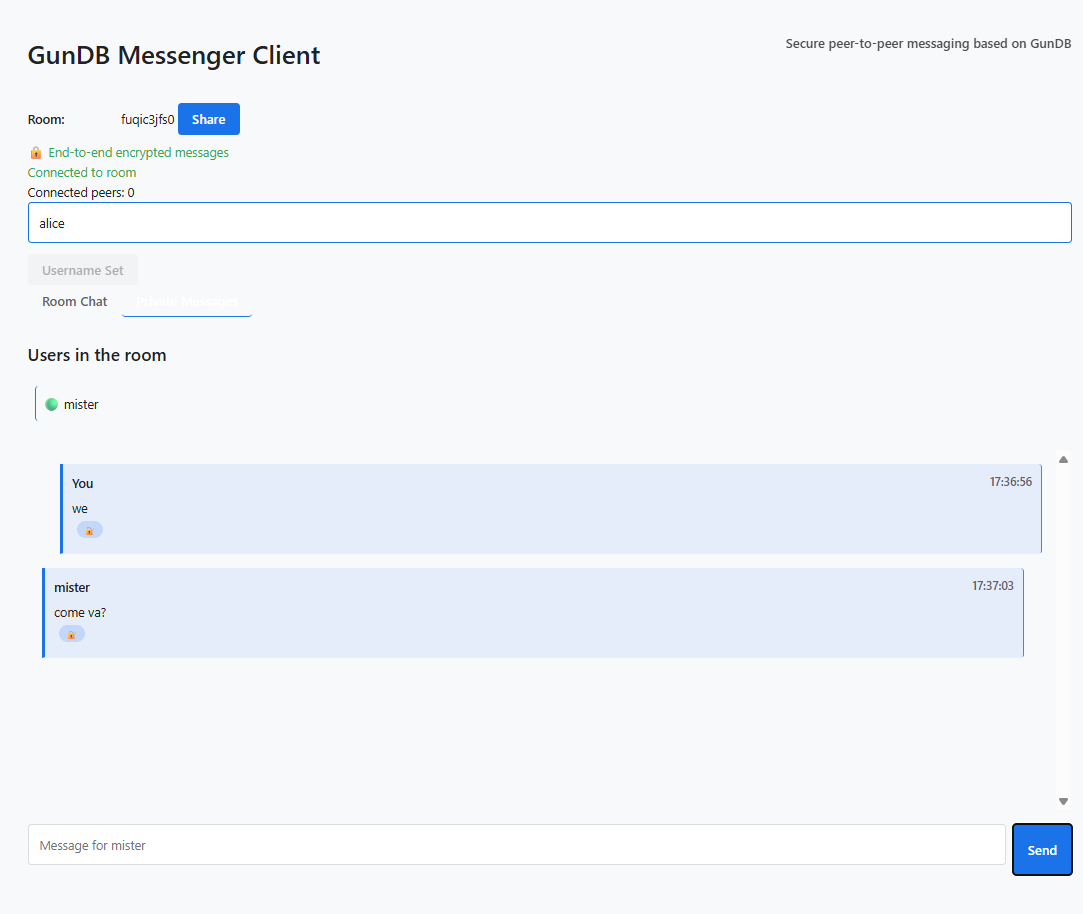 GunDB Messenger Client
Secure peer-to-peer messaging based on GunDB
Room: fuqic3jfs0 Share
End-to-end encrypted messages
Connected to room
Connected peers: 0
alice
Username Set
Room Chat Private Messages
Users in the room
mister
You 17:36:56
we
mister 17:37:03
come va?
Message for mister Send